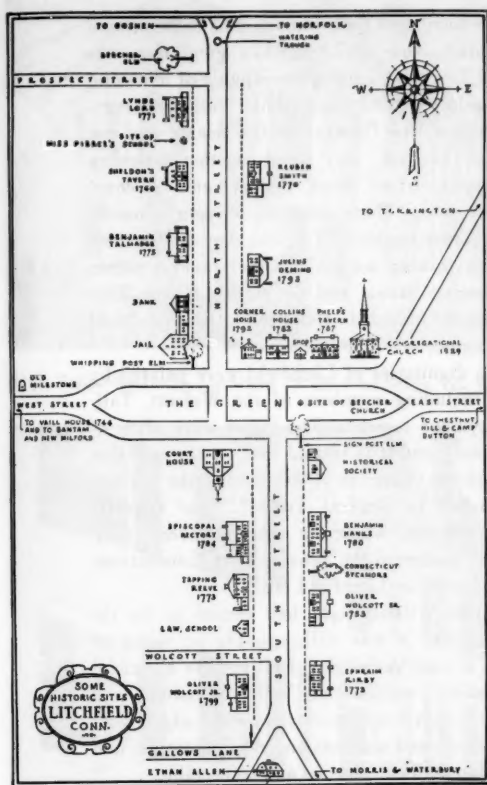 TO GOSHEN
TO NORFOLK
WATERING
TROUGH
BEECHER
ELM
N
W
E
PROSPECT STREET
LYNDE
LORD
1771
SITE OF
MISS PIERCE'S SCHOOL
SHELDON'S
TAVERN
1760
REUBEN
SMITH
1770
TO TORRINGTON
NORTH STREET
BENJAMIN
TALMADGE
1775
JULIUS
DEMING
1793
BANK
CORNER
HOUSE
1792
COLLINS
HOUSE
1782
SHOP
PHELP'S
TAVERN
1787
JAIL
WHIPPING POST ELM
CONGREGATIONAL
CHURCH 1829
OLD
MILESTONE
WEST STREET
THE GREEN
SITE OF BEECHER
CHURCH
EAST STREET
TO VAILL HOUSE 1744
AND TO BANTAM
AND NEW MILFORD
TO CHESTNUT
HILL & CAMP
DUTTON
SIGN POST ELM
COURT
HOUSE
HISTORICAL
SOCIETY
EPISCOPAL
RECTORY
1784
BENJAMIN
HANKS
1780
SOUTH STREET
CONNECTICUT
SYCAMORE
TAPPING
REEVE
1773
OLIVER
WOLCOTT SR.
1753
LAW SCHOOL
WOLCOTT STREET
OLIVER
WOLCOTT JR.
1799
EPHRAIM
KIRBY
1773
SOME
HISTORIC SITES
LITCHFIELD
CONN.
GALLOWS LANE
ETHAN ALLEN
TO MORRIS & WATERBURY